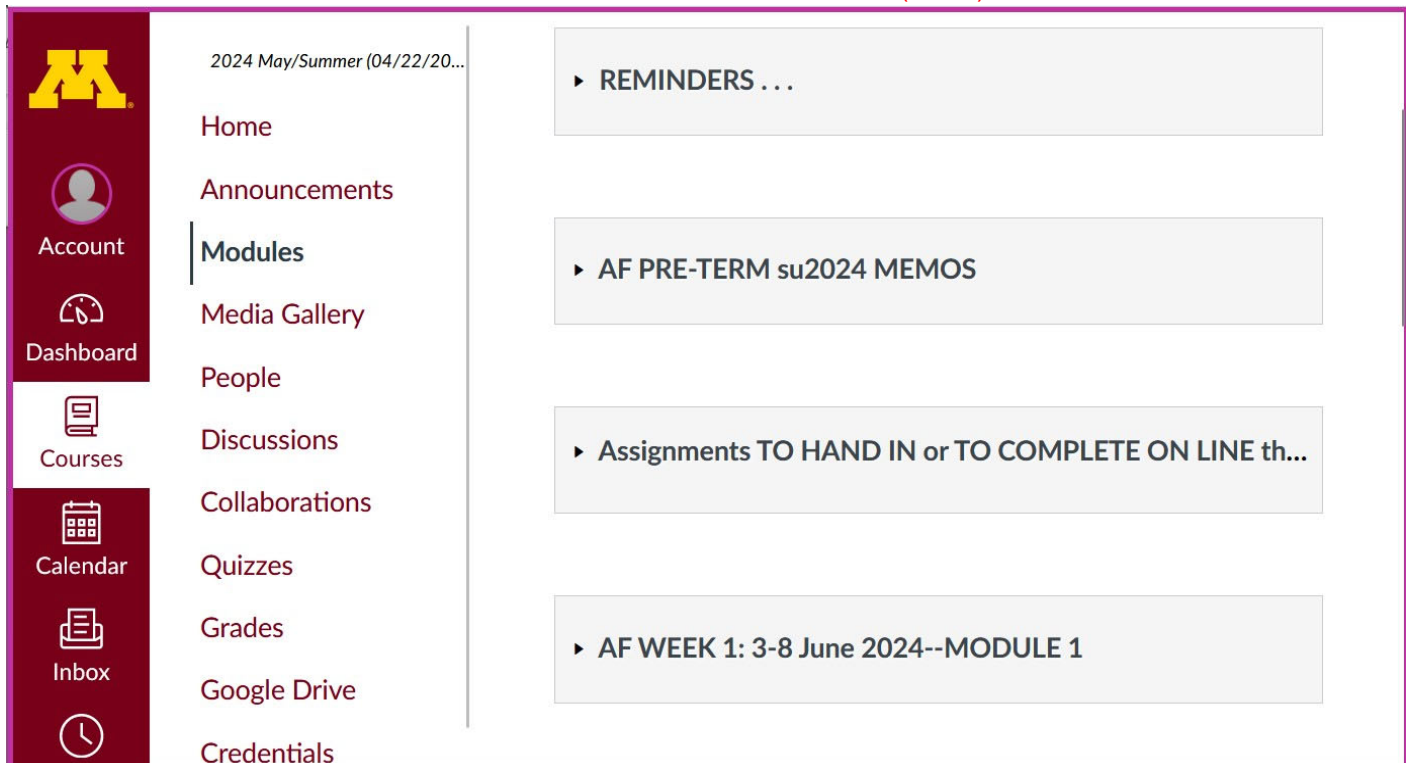 2024 May/Summer (04/22/20...
Home
Announcements
Modules
Media Gallery
People
Discussions
Collaborations
Quizzes
Grades
Google Drive
Credentials
M
Account
Dashboard
Courses
Calendar
Inbox
REMINDERS . . .
AF PRE-TERM su2024 MEMOS
Assignments TO HAND IN or TO COMPLETE ON LINE th...
AF WEEK 1: 3-8 June 2024--MODULE 1